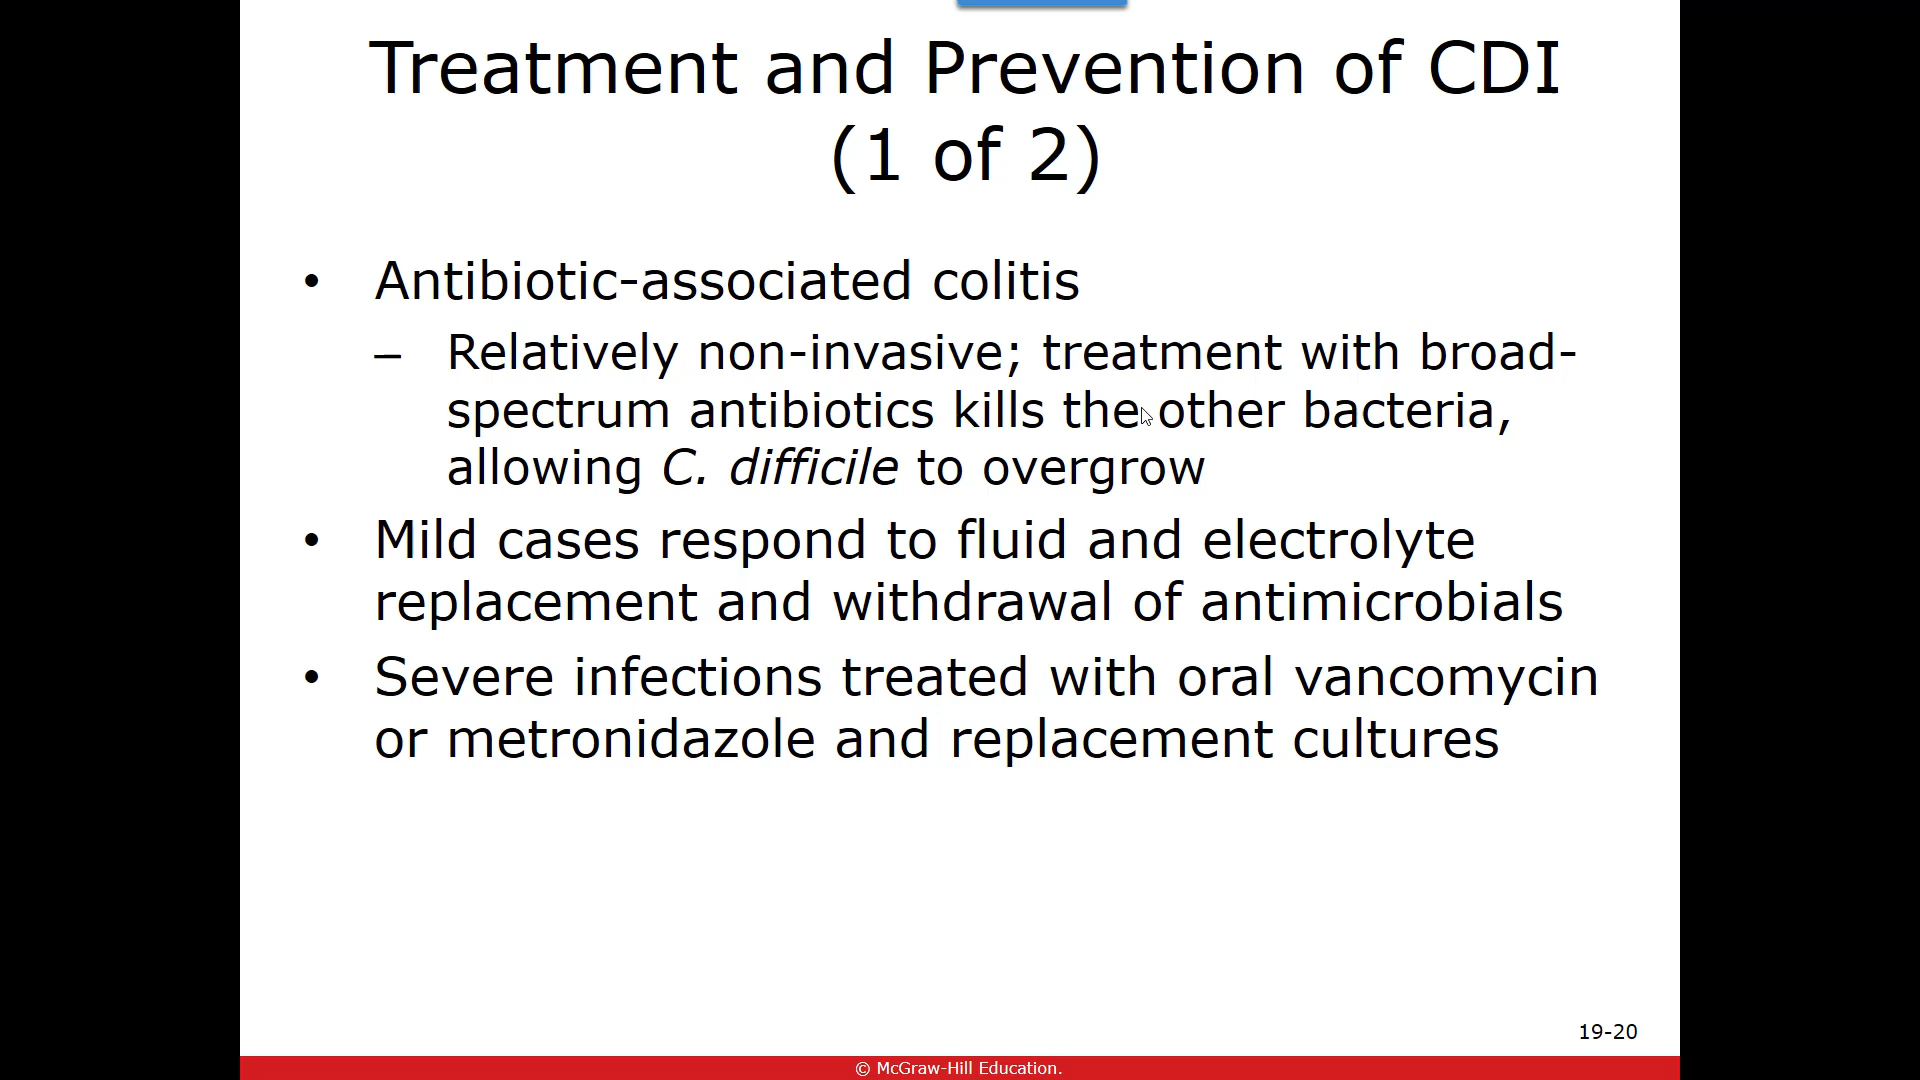 Treatment and Prevention of CDI
(1 of 2)
• Antibiotic-associated colitis
– Relatively non-invasive; treatment with broad-
spectrum antibiotics kills the other bacteria,
allowing C. difficile to overgrow
• Mild cases respond to fluid and electrolyte
replacement and withdrawal of antimicrobials
• Severe infections treated with oral vancomycin
or metronidazole and replacement cultures
19-20
© McGraw-Hill Education.